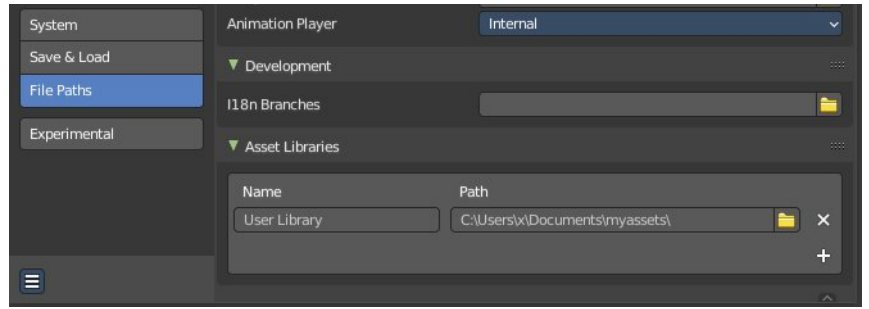 System
Save & Load
File Paths
Experimental
Animation Player Internal
Development
I18n Branches
Asset Libraries
Name Path
User Library C:\Users\x\Documents\myassets\